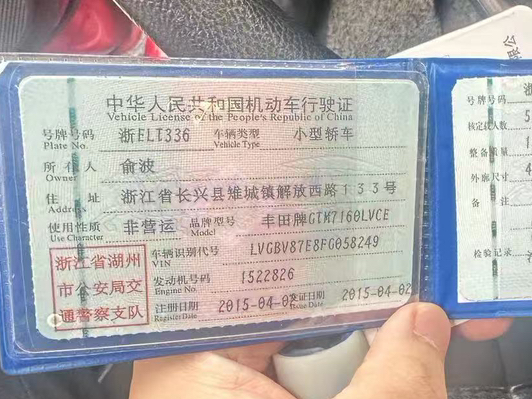 中华人民共和国机动车行驶证
Vehicle License of the People's Republic of China
号牌号码 浙ELT336 车辆类型 小型轿车
Plate No. Vehicle Type
所有人 俞波
Owner
住址 浙江省长兴县雉城镇解放西路133号
Address
使用性质 非营运 品牌型号 丰田牌GTM7160LVCE
Use Character Model
浙江省湖州
市公安局交
通警察支队
车辆识别代号 LVGBV87E8FG058249
VIN
发动机号码 1522826
Engine No.
注册日期 2015-04-02 发证日期 2015-04-02
Register Date Issue Date
号牌号码
核定载人数
整备质量
外廓尺寸
检验记录